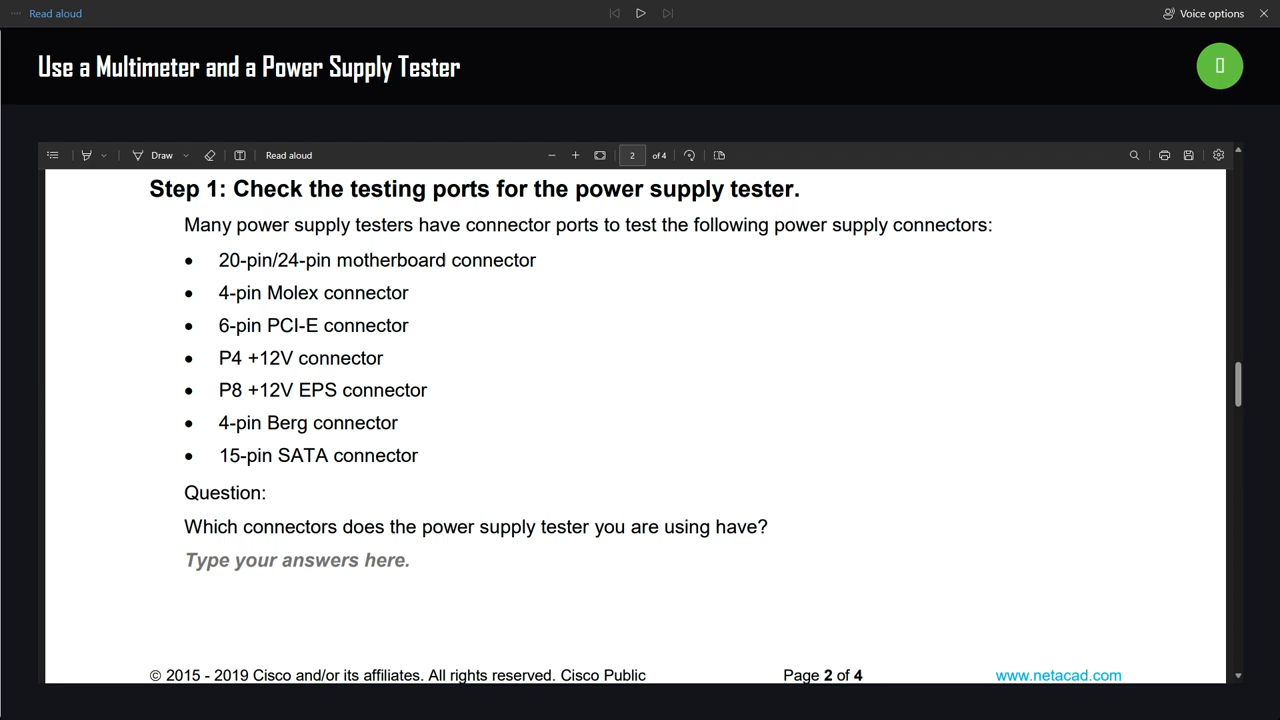 Read aloud
Voice options
Use a Multimeter and a Power Supply Tester
Draw
Read aloud
2 of 4
Step 1: Check the testing ports for the power supply tester.
Many power supply testers have connector ports to test the following power supply connectors:
• 20-pin/24-pin motherboard connector
• 4-pin Molex connector
• 6-pin PCI-E connector
• P4 +12V connector
• P8 +12V EPS connector
• 4-pin Berg connector
• 15-pin SATA connector
Question:
Which connectors does the power supply tester you are using have?
Type your answers here.
© 2015 - 2019 Cisco and/or its affiliates. All rights reserved. Cisco Public Page 2 of 4 www.netacad.com